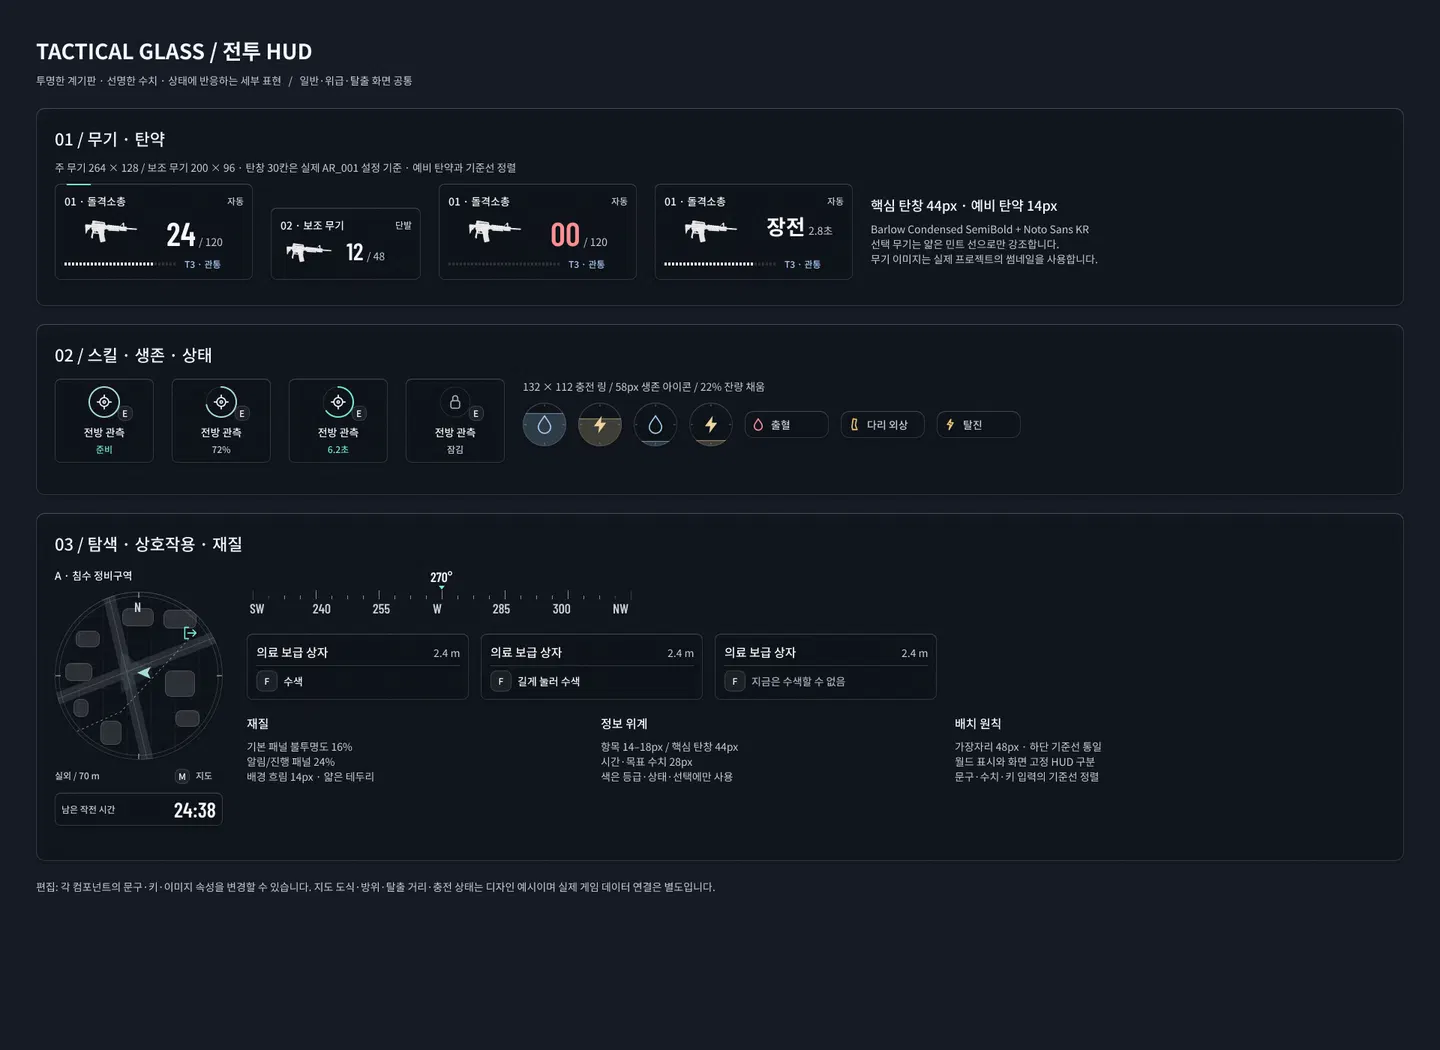 TACTICAL GLASS / 전투 HUD
투명한 계기판 · 선명한 수치 · 상태에 반응하는 세부 표현 / 일반·위급·탈출 화면 공통
01 / 무기 · 탄약
주 무기 264 × 128 / 보조 무기 200 × 96 · 탄창 30칸은 실제 AR_001 설정 기준 · 예비 탄약과 기준선 정렬
01 · 돌격소총 자동
24 / 120
T3 · 관통
02 · 보조 무기 단발
12 / 48
01 · 돌격소총 자동
00 / 120
T3 · 관통
01 · 돌격소총 자동
장전 2.8초
T3 · 관통
핵심 탄창 44px · 예비 탄약 14px
Barlow Condensed SemiBold + Noto Sans KR
선택 무기는 얇은 민트 선으로만 강조합니다.
무기 이미지는 실제 프로젝트의 썸네일을 사용합니다.
02 / 스킬 · 생존 · 상태
E
전방 관측
준비
E
전방 관측
72%
E
전방 관측
6.2초
E
전방 관측
잠김
132 × 112 충전 링 / 58px 생존 아이콘 / 22% 잔량 채움
출혈
다리 외상
탈진
03 / 탐색 · 상호작용 · 재질
A · 침수 정비구역
N
실외 / 70 m
M 지도
남은 작전 시간 24:38
270°
SW 240 255 W 285 300 NW
의료 보급 상자 2.4 m
F 수색
의료 보급 상자 2.4 m
F 길게 눌러 수색
의료 보급 상자 2.4 m
F 지금은 수색할 수 없음
재질
기본 패널 불투명도 16%
알림/진행 패널 24%
배경 흐림 14px · 얇은 테두리
정보 위계
항목 14–18px / 핵심 탄창 44px
시간·목표 수치 28px
색은 등급·상태·선택에만 사용
배치 원칙
가장자리 48px · 하단 기준선 통일
월드 표시와 화면 고정 HUD 구분
문구·수치·키 입력의 기준선 정렬
편집: 각 컴포넌트의 문구·키·이미지 속성을 변경할 수 있습니다. 지도 도식·방위·탈출 거리·충전 상태는 디자인 예시이며 실제 게임 데이터 연결은 별도입니다.